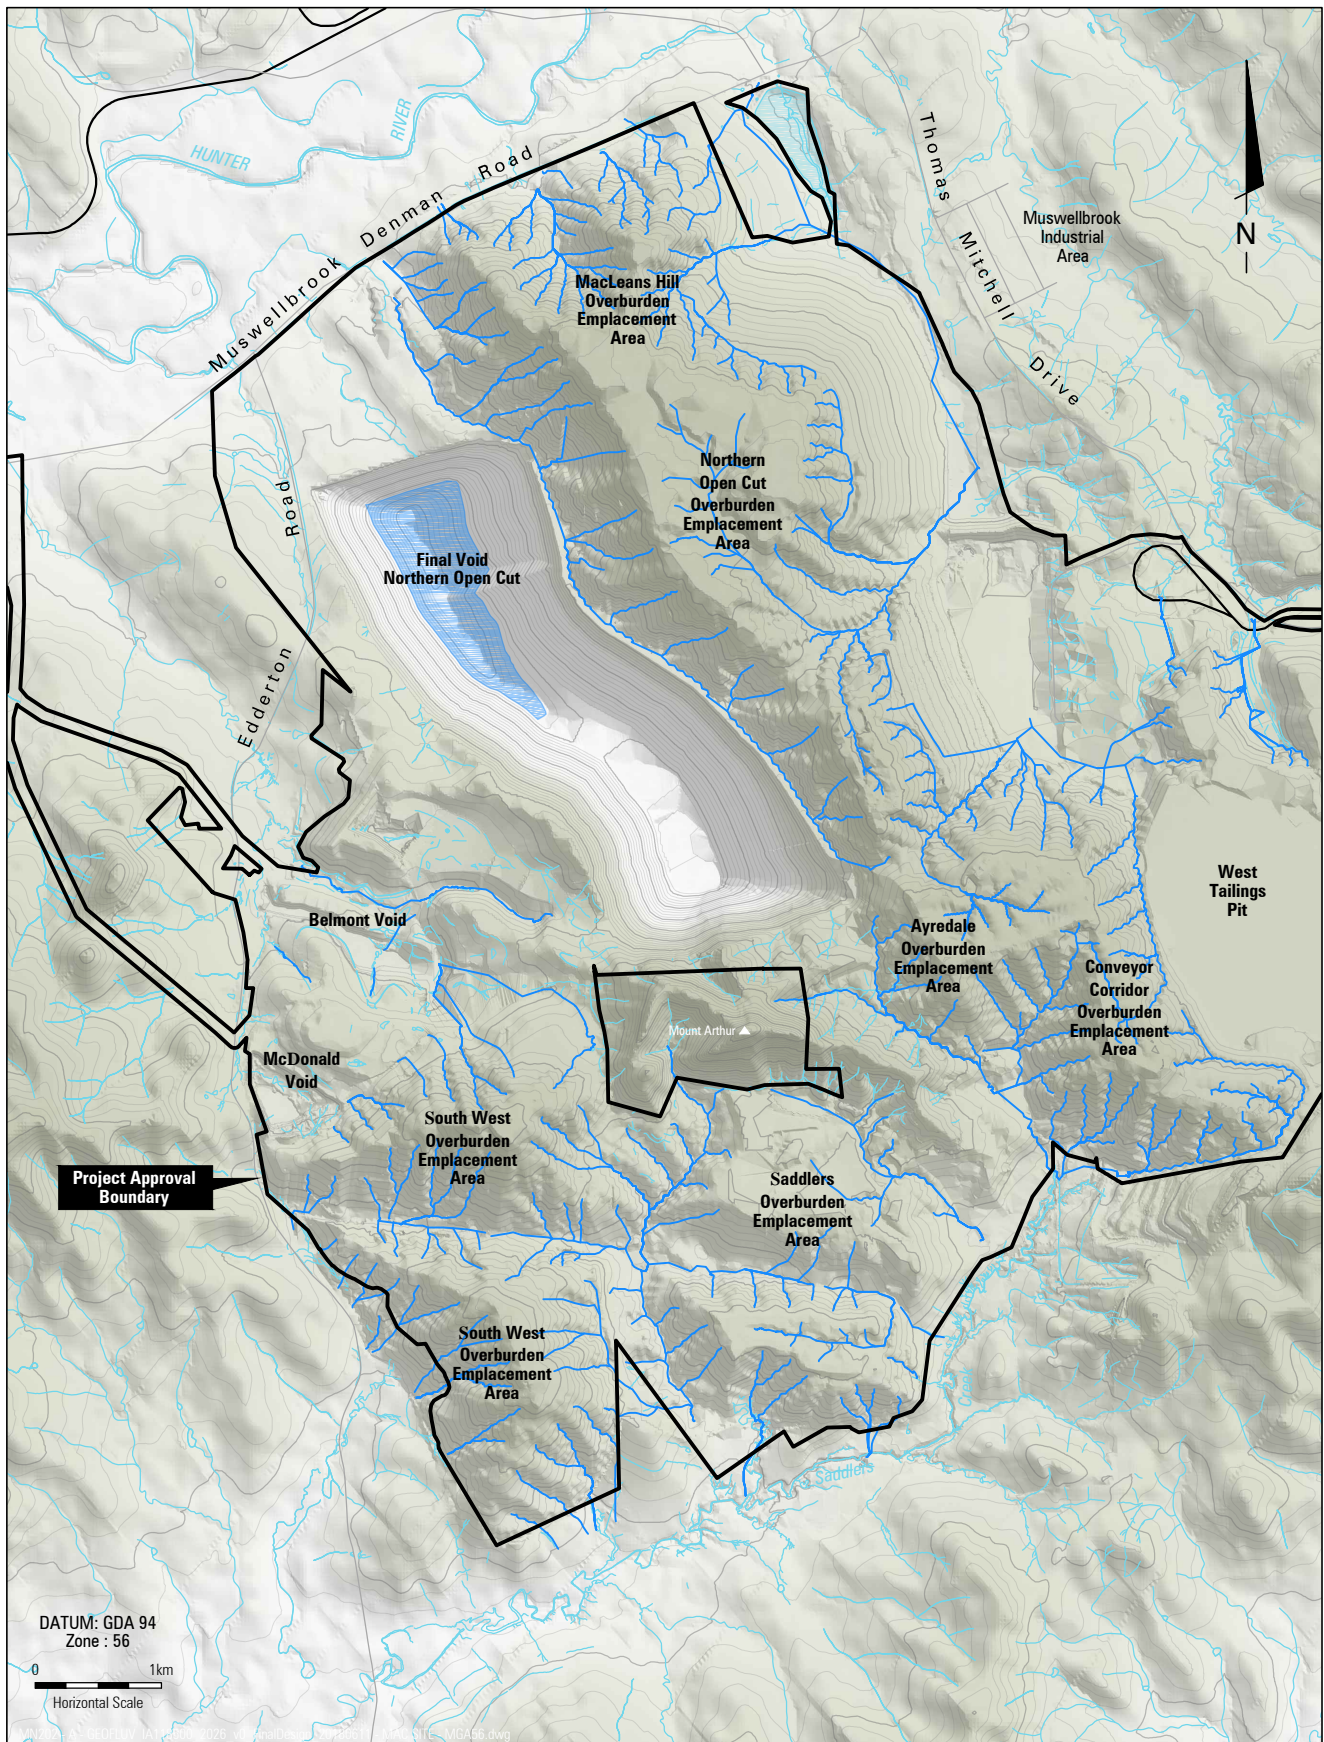 HUNTER
RIVER
Muswellbrook
Denman
Road
Thomas
Mitchell
Drive
Muswellbrook
Industrial
Area
N
MacLeans Hill
Overburden
Emplacement
Area
Northern
Open Cut
Overburden
Emplacement
Area
Road
Edderton
Final Void
Northern Open Cut
West
Tailings
Pit
Belmont Void
Ayredale
Overburden
Emplacement
Area
Conveyor
Corridor
Overburden
Emplacement
Area
Mount Arthur
McDonald
Void
South West
Overburden
Emplacement
Area
Project Approval
Boundary
Saddlers
Overburden
Emplacement
Area
South West
Overburden
Emplacement
Area
Creek
Saddlers
DATUM: GDA 94
Zone : 56
0 1km
Horizontal Scale